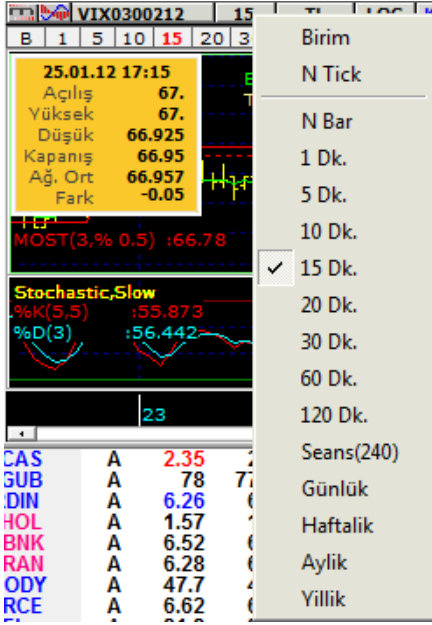 VIX0300212 15 TL LOG
B 1 5 10 15 20 3
25.01.12 17:15
Açılış 67.
Yüksek 67.
Düşük 66.925
Kapanış 66.95
Ağ. Ort 66.957
Fark -0.05
MOST(3,% 0.5) :66.78
Stochastic,Slow
%K(5,5) :55.873
%D(3) :56.442
23
CAS A 2.35
GUB A 78 77
DIN A 6.26
HOL A 1.57
BNK A 6.52
RAN A 6.28
ODY A 47.7
RCE A 6.62
Birim
N Tick
N Bar
1 Dk.
5 Dk.
10 Dk.
15 Dk.
20 Dk.
30 Dk.
60 Dk.
120 Dk.
Seans(240)
Günlük
Haftalik
Aylik
Yillik